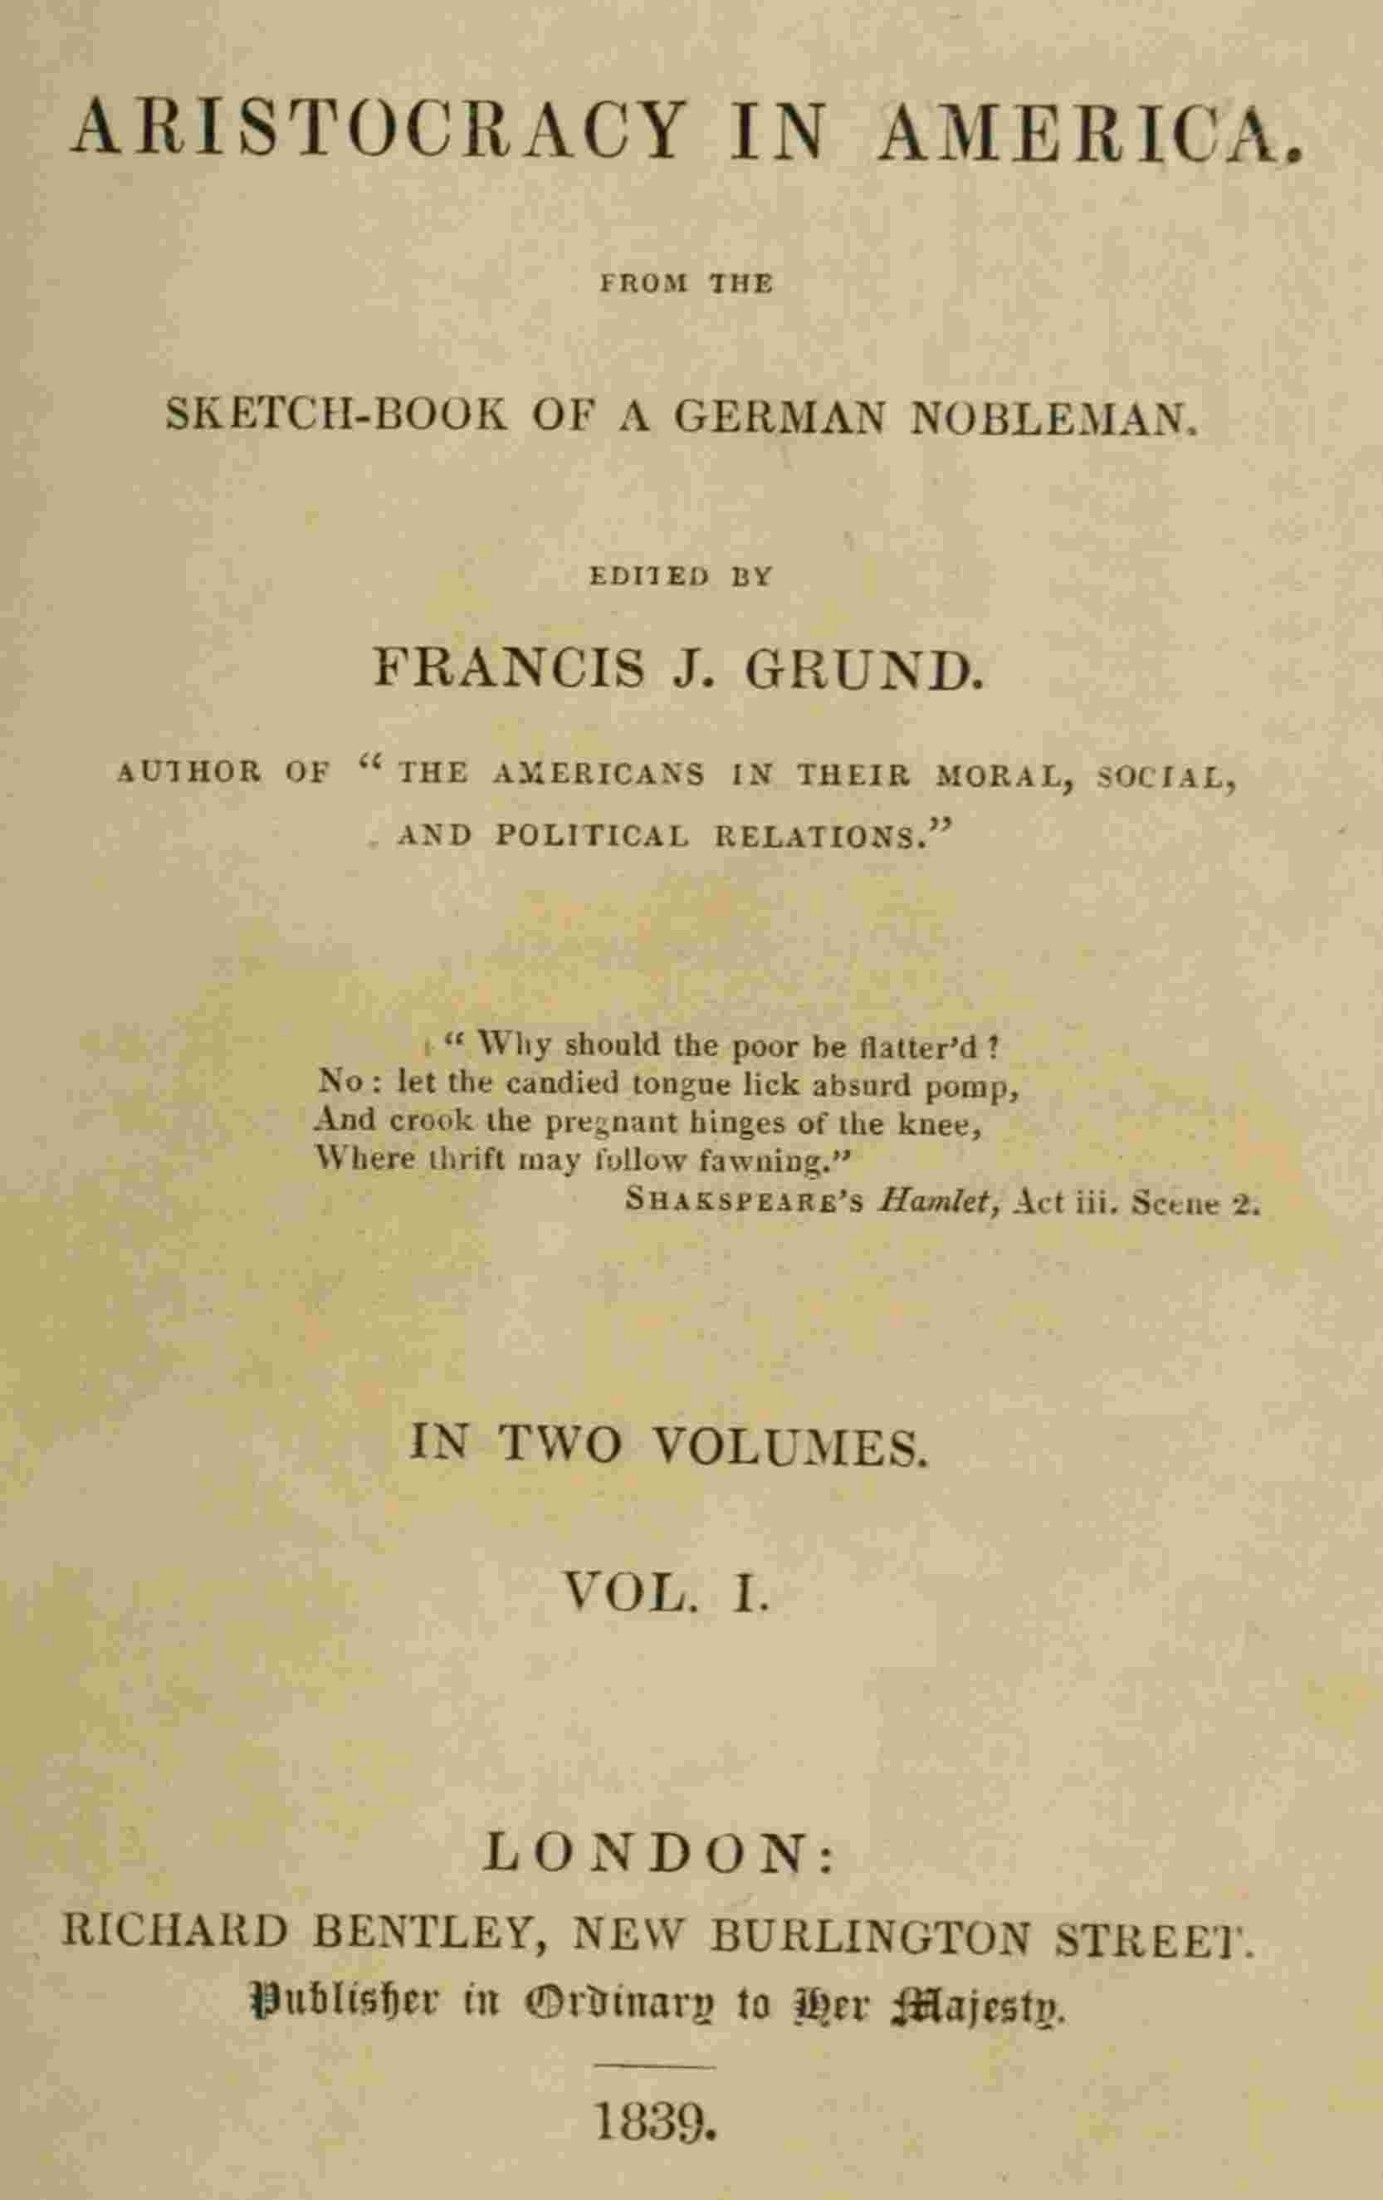 ARISTOCRACY IN AMERICA.
FROM THE
SKETCH-BOOK OF A GERMAN NOBLEMAN.
EDITED BY
FRANCIS J. GRUND.
AUTHOR OF “THE AMERICANS IN THEIR MORAL, SOCIAL,
AND POLITICAL RELATIONS.”
“Why should the poor be flatter’d?
No: let the candied tongue lick absurd pomp,
And crook the pregnant hinges of the knee,
Where thrift may follow fawning.”
SHAKSPEARE’S Hamlet, Act iii. Scene 2.
IN TWO VOLUMES.
VOL. I.
LONDON:
RICHARD BENTLEY, NEW BURLINGTON STREET.
Publisher in Ordinary to Her Majesty.
1839.